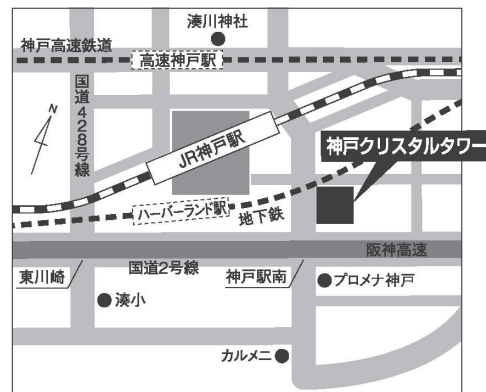 湊川神社
神戸高速鉄道
高速神戸駅
国道428号線
N
JR神戸駅
神戸クリスタルタワー
ハーバーランド駅
地下鉄
阪神高速
東川崎
国道2号線
神戸駅南
プロメナ神戸
湊小
カルメニ